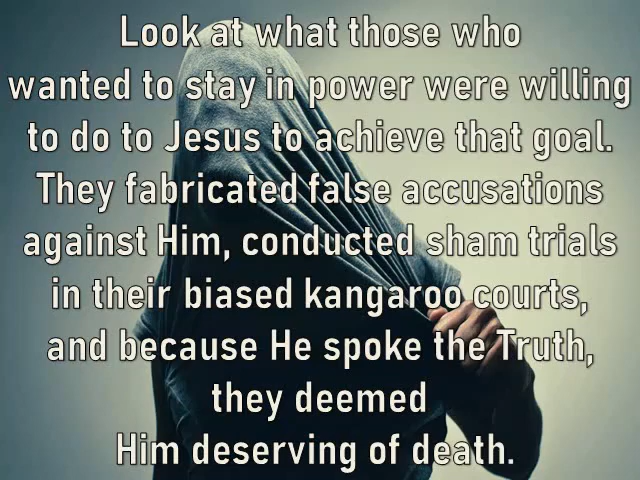 Look at what those who
wanted to stay in power were willing
to do to Jesus to achieve that goal.
They fabricated false accusations
against Him, conducted sham trials
in their biased kangaroo courts,
and because He spoke the Truth,
they deemed
Him deserving of death.